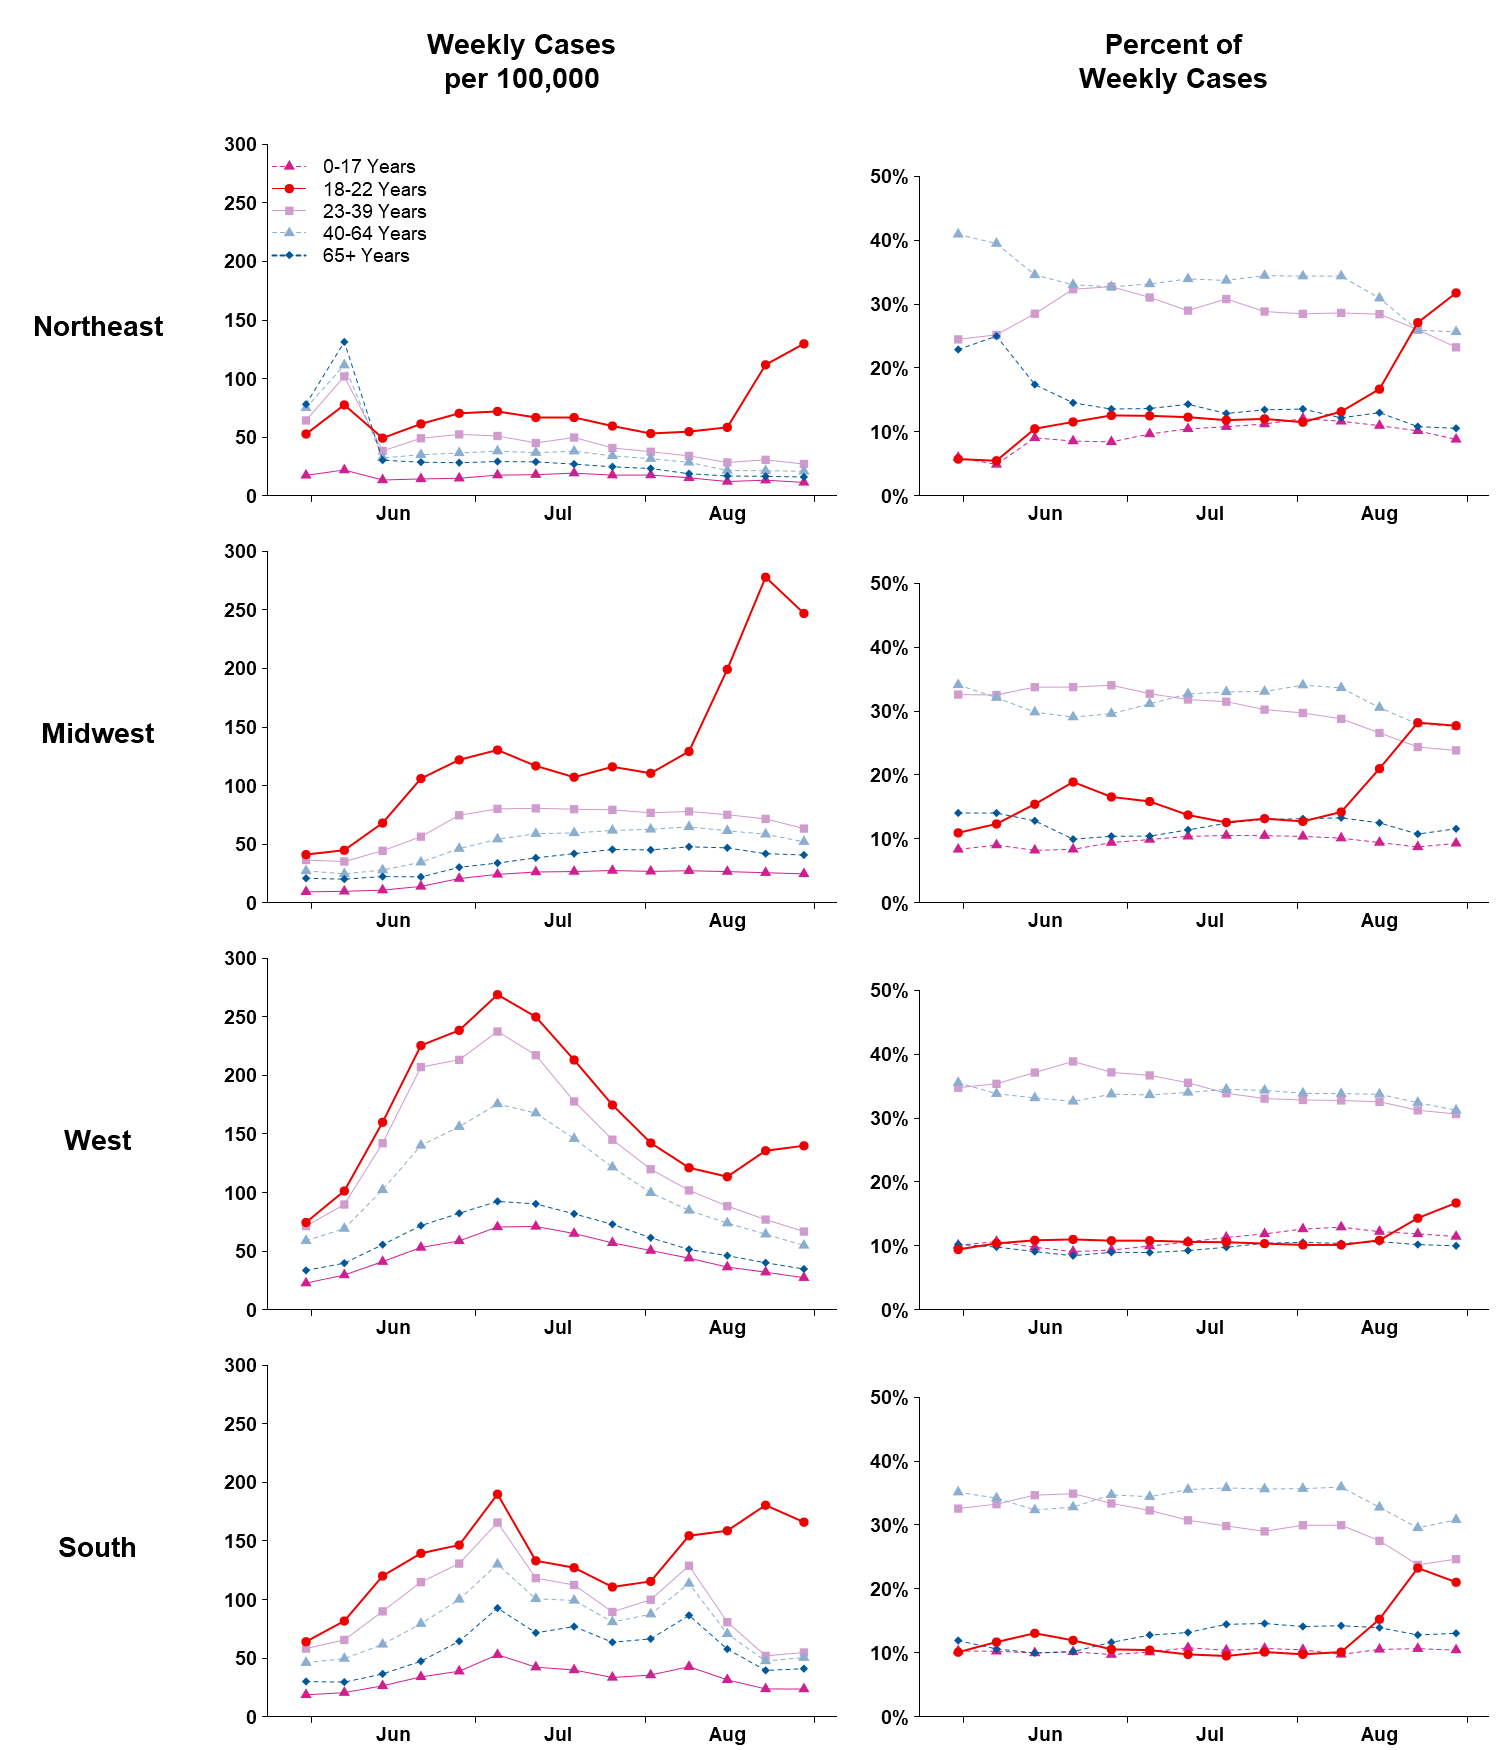 Weekly Cases
per 100,000
Percent of
Weekly Cases
Northeast
300
250
200
150
100
50
0
0-17 Years
18-22 Years
23-39 Years
40-64 Years
65+ Years
Jun Jul Aug
50%
40%
30%
20%
10%
0%
Jun Jul Aug
Midwest
300
250
200
150
100
50
0
Jun Jul Aug
50%
40%
30%
20%
10%
0%
Jun Jul Aug
West
300
250
200
150
100
50
0
Jun Jul Aug
50%
40%
30%
20%
10%
0%
Jun Jul Aug
South
300
250
200
150
100
50
0
Jun Jul Aug
50%
40%
30%
20%
10%
0%
Jun Jul Aug